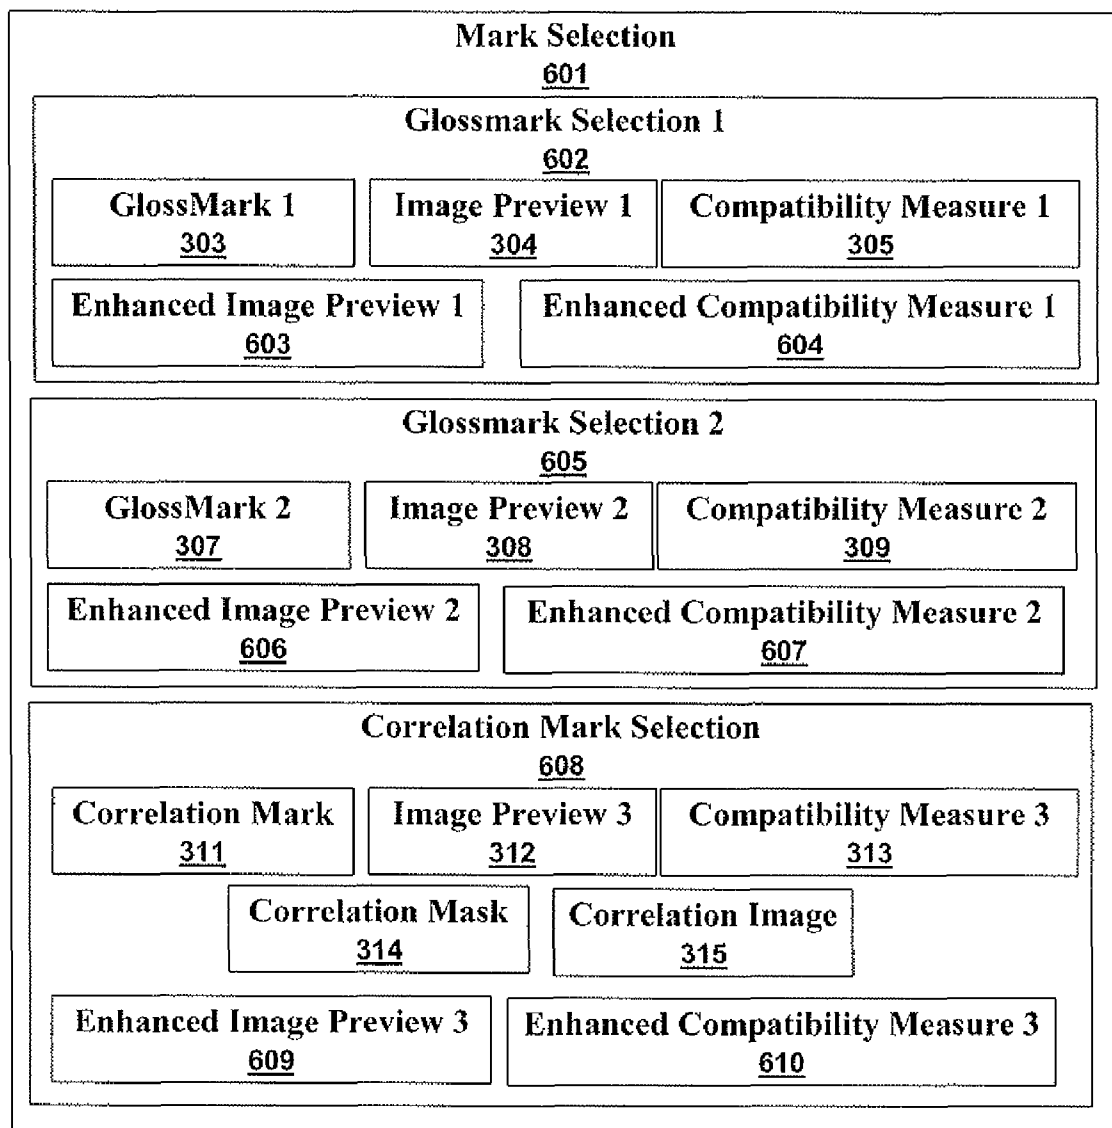 Mark Selection
601
Glossmark Selection 1
602
GlossMark 1
303
Image Preview 1
304
Compatibility Measure 1
305
Enhanced Image Preview 1
603
Enhanced Compatibility Measure 1
604
Glossmark Selection 2
605
GlossMark 2
307
Image Preview 2
308
Compatibility Measure 2
309
Enhanced Image Preview 2
606
Enhanced Compatibility Measure 2
607
Correlation Mark Selection
608
Correlation Mark
311
Image Preview 3
312
Compatibility Measure 3
313
Correlation Mask
314
Correlation Image
315
Enhanced Image Preview 3
609
Enhanced Compatibility Measure 3
610